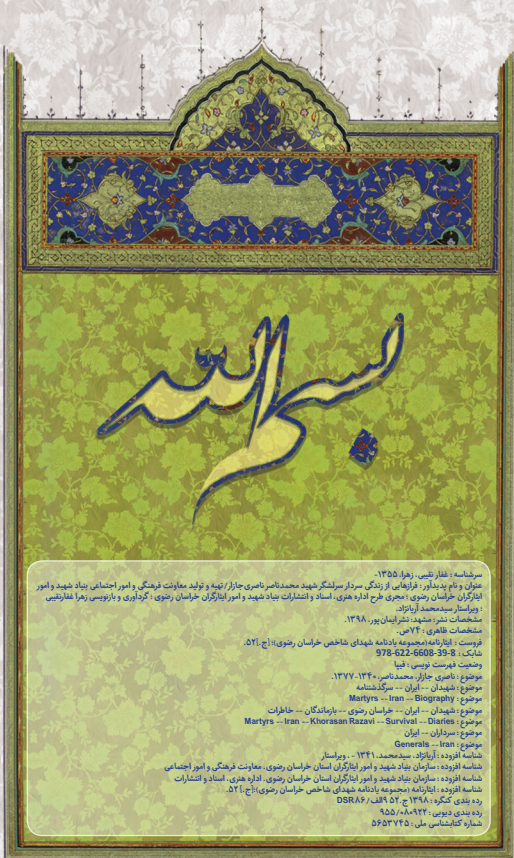 بسم الله
سرشناسه : غفار نقیبی، زهرا، ۱۳۵۵-
عنوان و نام پدیدآور : فرازهایی از زندگی سردار سرلشگر شهید محمدناصر ناصری‌جازار/ تهیه و تولید معاونت فرهنگی و امور اجتماعی بنیاد شهید و امور
ایثارگران خراسان رضوی ؛ مجری طرح اداره هنری، اسناد و انتشارات بنیاد شهید و امور ایثارگران خراسان رضوی ؛ گردآوری و بازنویسی زهرا غفارنقیبی
؛ ویراستار سیدمحمد آریانژاد.
مشخصات نشر: مشهد: نشر ایمان‌پور، ۱۳۹۸.
مشخصات ظاهری : ۷۴ص.-
فروست : ایثارنامه(مجموعه یادنامه شهدای شاخص خراسان رضوی)؛ [ج.]۵۲.
شابک : 978-622-6608-39-8
وضعیت فهرست نویسی : فیپا
موضوع : ناصری جازار، محمدناصر، ۱۳۴۰-۱۳۷۷.
موضوع : شهیدان -- ایران -- سرگذشتنامه
موضوع : Martyrs -- Iran -- Biography
موضوع : شهیدان -- ایران -- خراسان رضوی -- بازماندگان -- خاطرات
موضوع : Martyrs -- Iran -- Khorasan Razavi -- Survival -- Diaries
موضوع : سرداران -- ایران
موضوع : Generals -- Iran
شناسه افزوده : آریانژاد، سیدمحمد، ۱۳۴۱ - ، ویراستار
شناسه افزوده : سازمان بنیاد شهید و امور ایثارگران استان خراسان رضوی. معاونت فرهنگی و امور اجتماعی
شناسه افزوده : سازمان بنیاد شهید و امور ایثارگران استان خراسان رضوی. اداره هنری، اسناد و انتشارات
شناسه افزوده : ایثارنامه (مجموعه یادنامه شهدای شاخص خراسان رضوی)؛[ج.] ۵۲.
رده بندی کنگره : ۱۳۹۸ ج.۵۲ ۹الف/DSR۸۶
رده بندی دیویی : ۹۵۵/۰۸۰۹۲۲
شماره کتابشناسی ملی : ۵۶۵۳۷۴۵